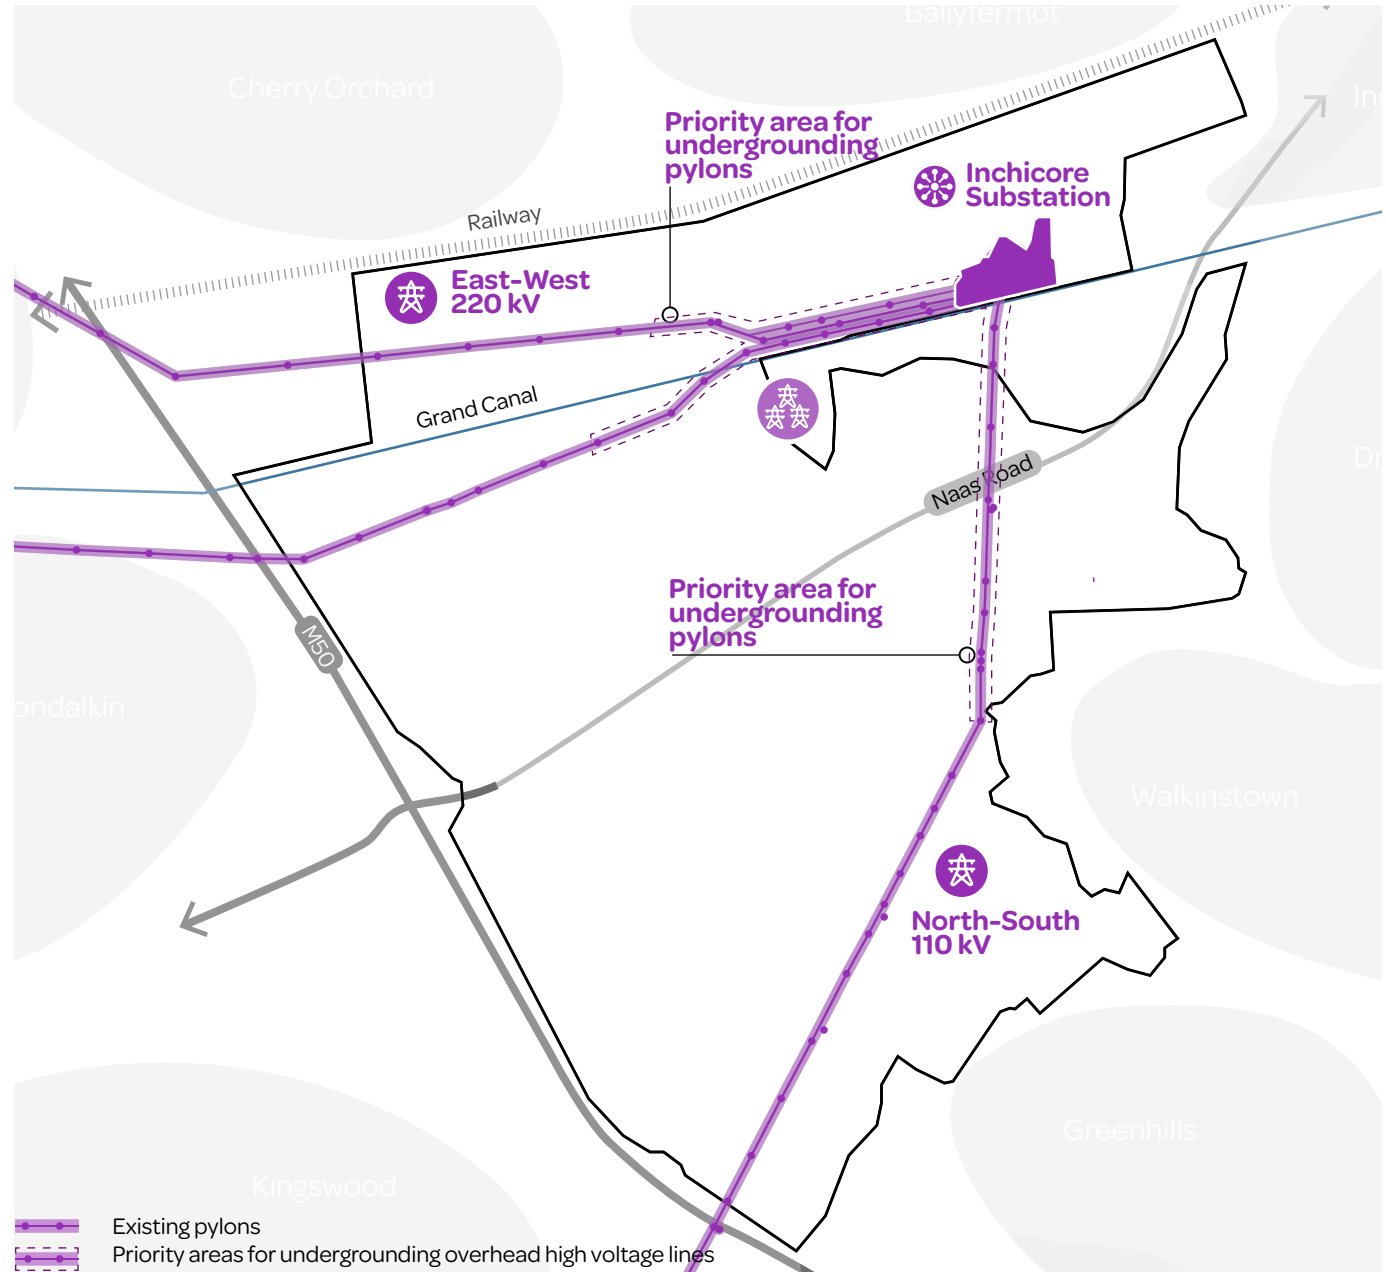 Ballyfermot
Cherry Orchard
Priority area for
undergrounding
pylons
Inchicore
Substation
Railway
East-West
220 kV
Grand Canal
Naas Road
Priority area for
undergrounding
pylons
M50
ondalkin
Walkinstown
North-South
110 kV
Greenhills
Kingswood
Existing pylons
Priority areas for undergrounding overhead high voltage lines